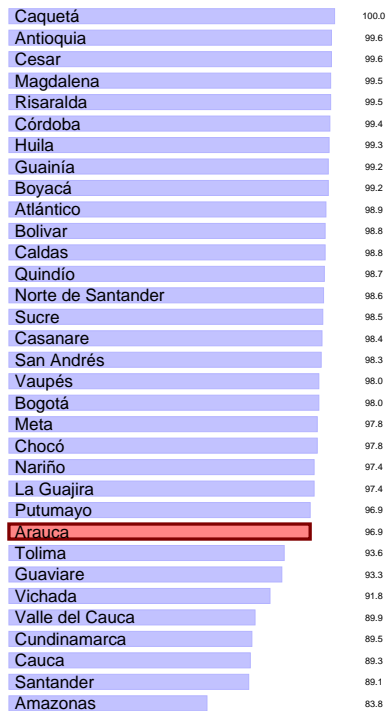 Caquetá 100.0
Antioquia 99.6
Cesar 99.6
Magdalena 99.5
Risaralda 99.5
Córdoba 99.4
Huila 99.3
Guainía 99.2
Boyacá 99.2
Atlántico 98.9
Bolivar 98.8
Caldas 98.8
Quindío 98.7
Norte de Santander 98.6
Sucre 98.5
Casanare 98.4
San Andrés 98.3
Vaupés 98.0
Bogotá 98.0
Meta 97.8
Chocó 97.8
Nariño 97.4
La Guajira 97.4
Putumayo 96.9
Arauca 96.9
Tolima 93.6
Guaviare 93.3
Vichada 91.8
Valle del Cauca 89.9
Cundinamarca 89.5
Cauca 89.3
Santander 89.1
Amazonas 83.8